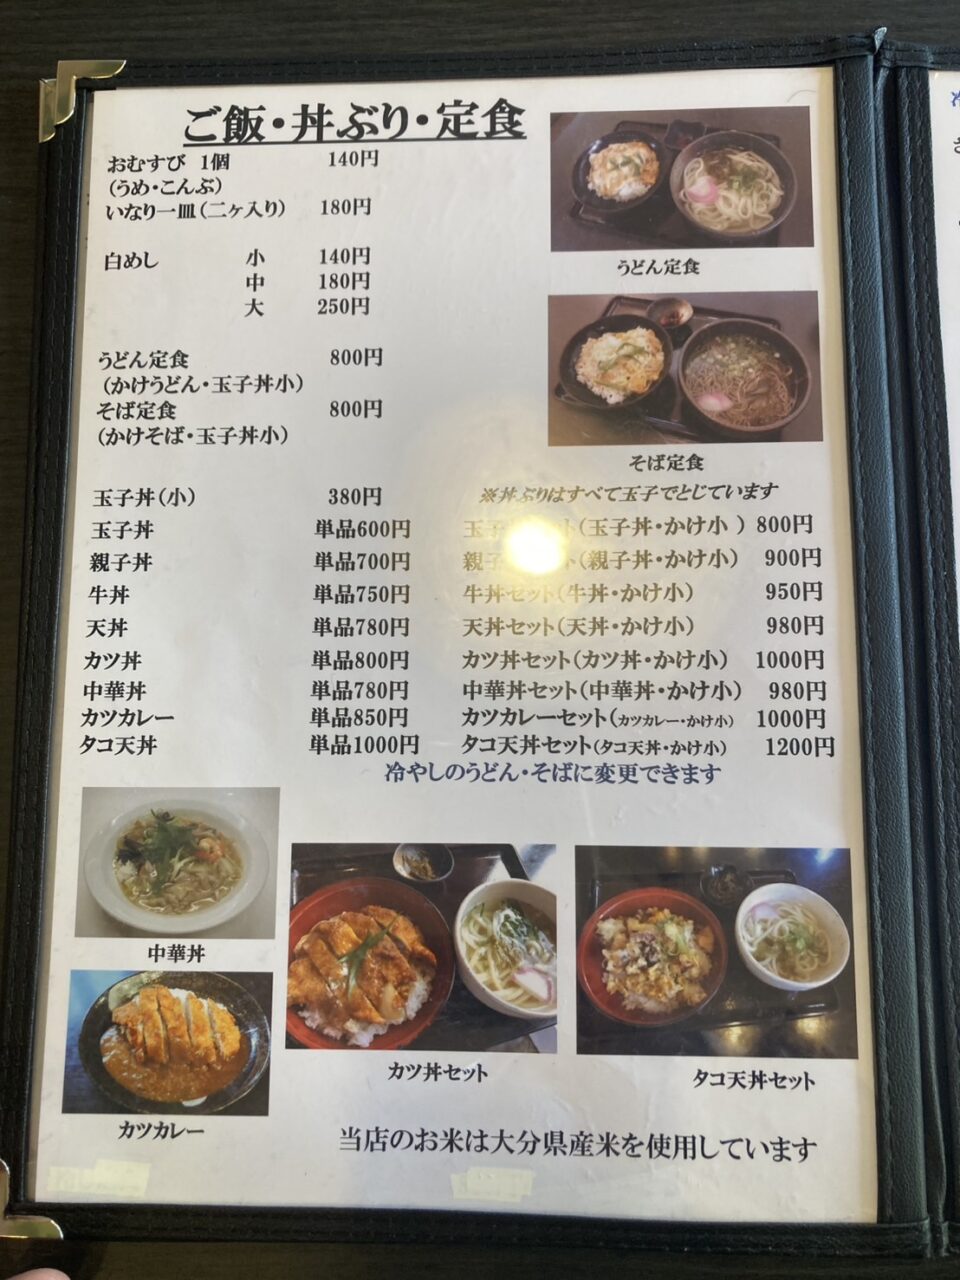 ご飯・丼ぶり・定食
おむすび 1個 140円
(うめ・こんぶ)
いなり一皿(二ヶ入り) 180円
白めし 小 140円
中 180円
大 250円
うどん定食 800円
(かけうどん・玉子丼小)
そば定食 800円
(かけそば・玉子丼小)
うどん定食
そば定食
玉子丼(小) 380円 ※丼ぶりはすべて玉子でとじています
玉子丼 単品600円 玉子 ット(玉子丼・かけ小 ) 800円
親子丼 単品700円 親子 ット(親子丼・かけ小) 900円
牛丼 単品750円 牛丼セット(牛丼・かけ小) 950円
天丼 単品780円 天丼セット(天丼・かけ小) 980円
カツ丼 単品800円 カツ丼セット(カツ丼・かけ小) 1000円
中華丼 単品780円 中華丼セット(中華丼・かけ小) 980円
カツカレー 単品850円 カツカレーセット(カツカレー・かけ小) 1000円
タコ天丼 単品1000円 タコ天丼セット(タコ天丼・かけ小) 1200円
冷やしのうどん・そばに変更できます
中華丼
カツカレー
カツ丼セット
タコ天丼セット
当店のお米は大分県産米を使用しています